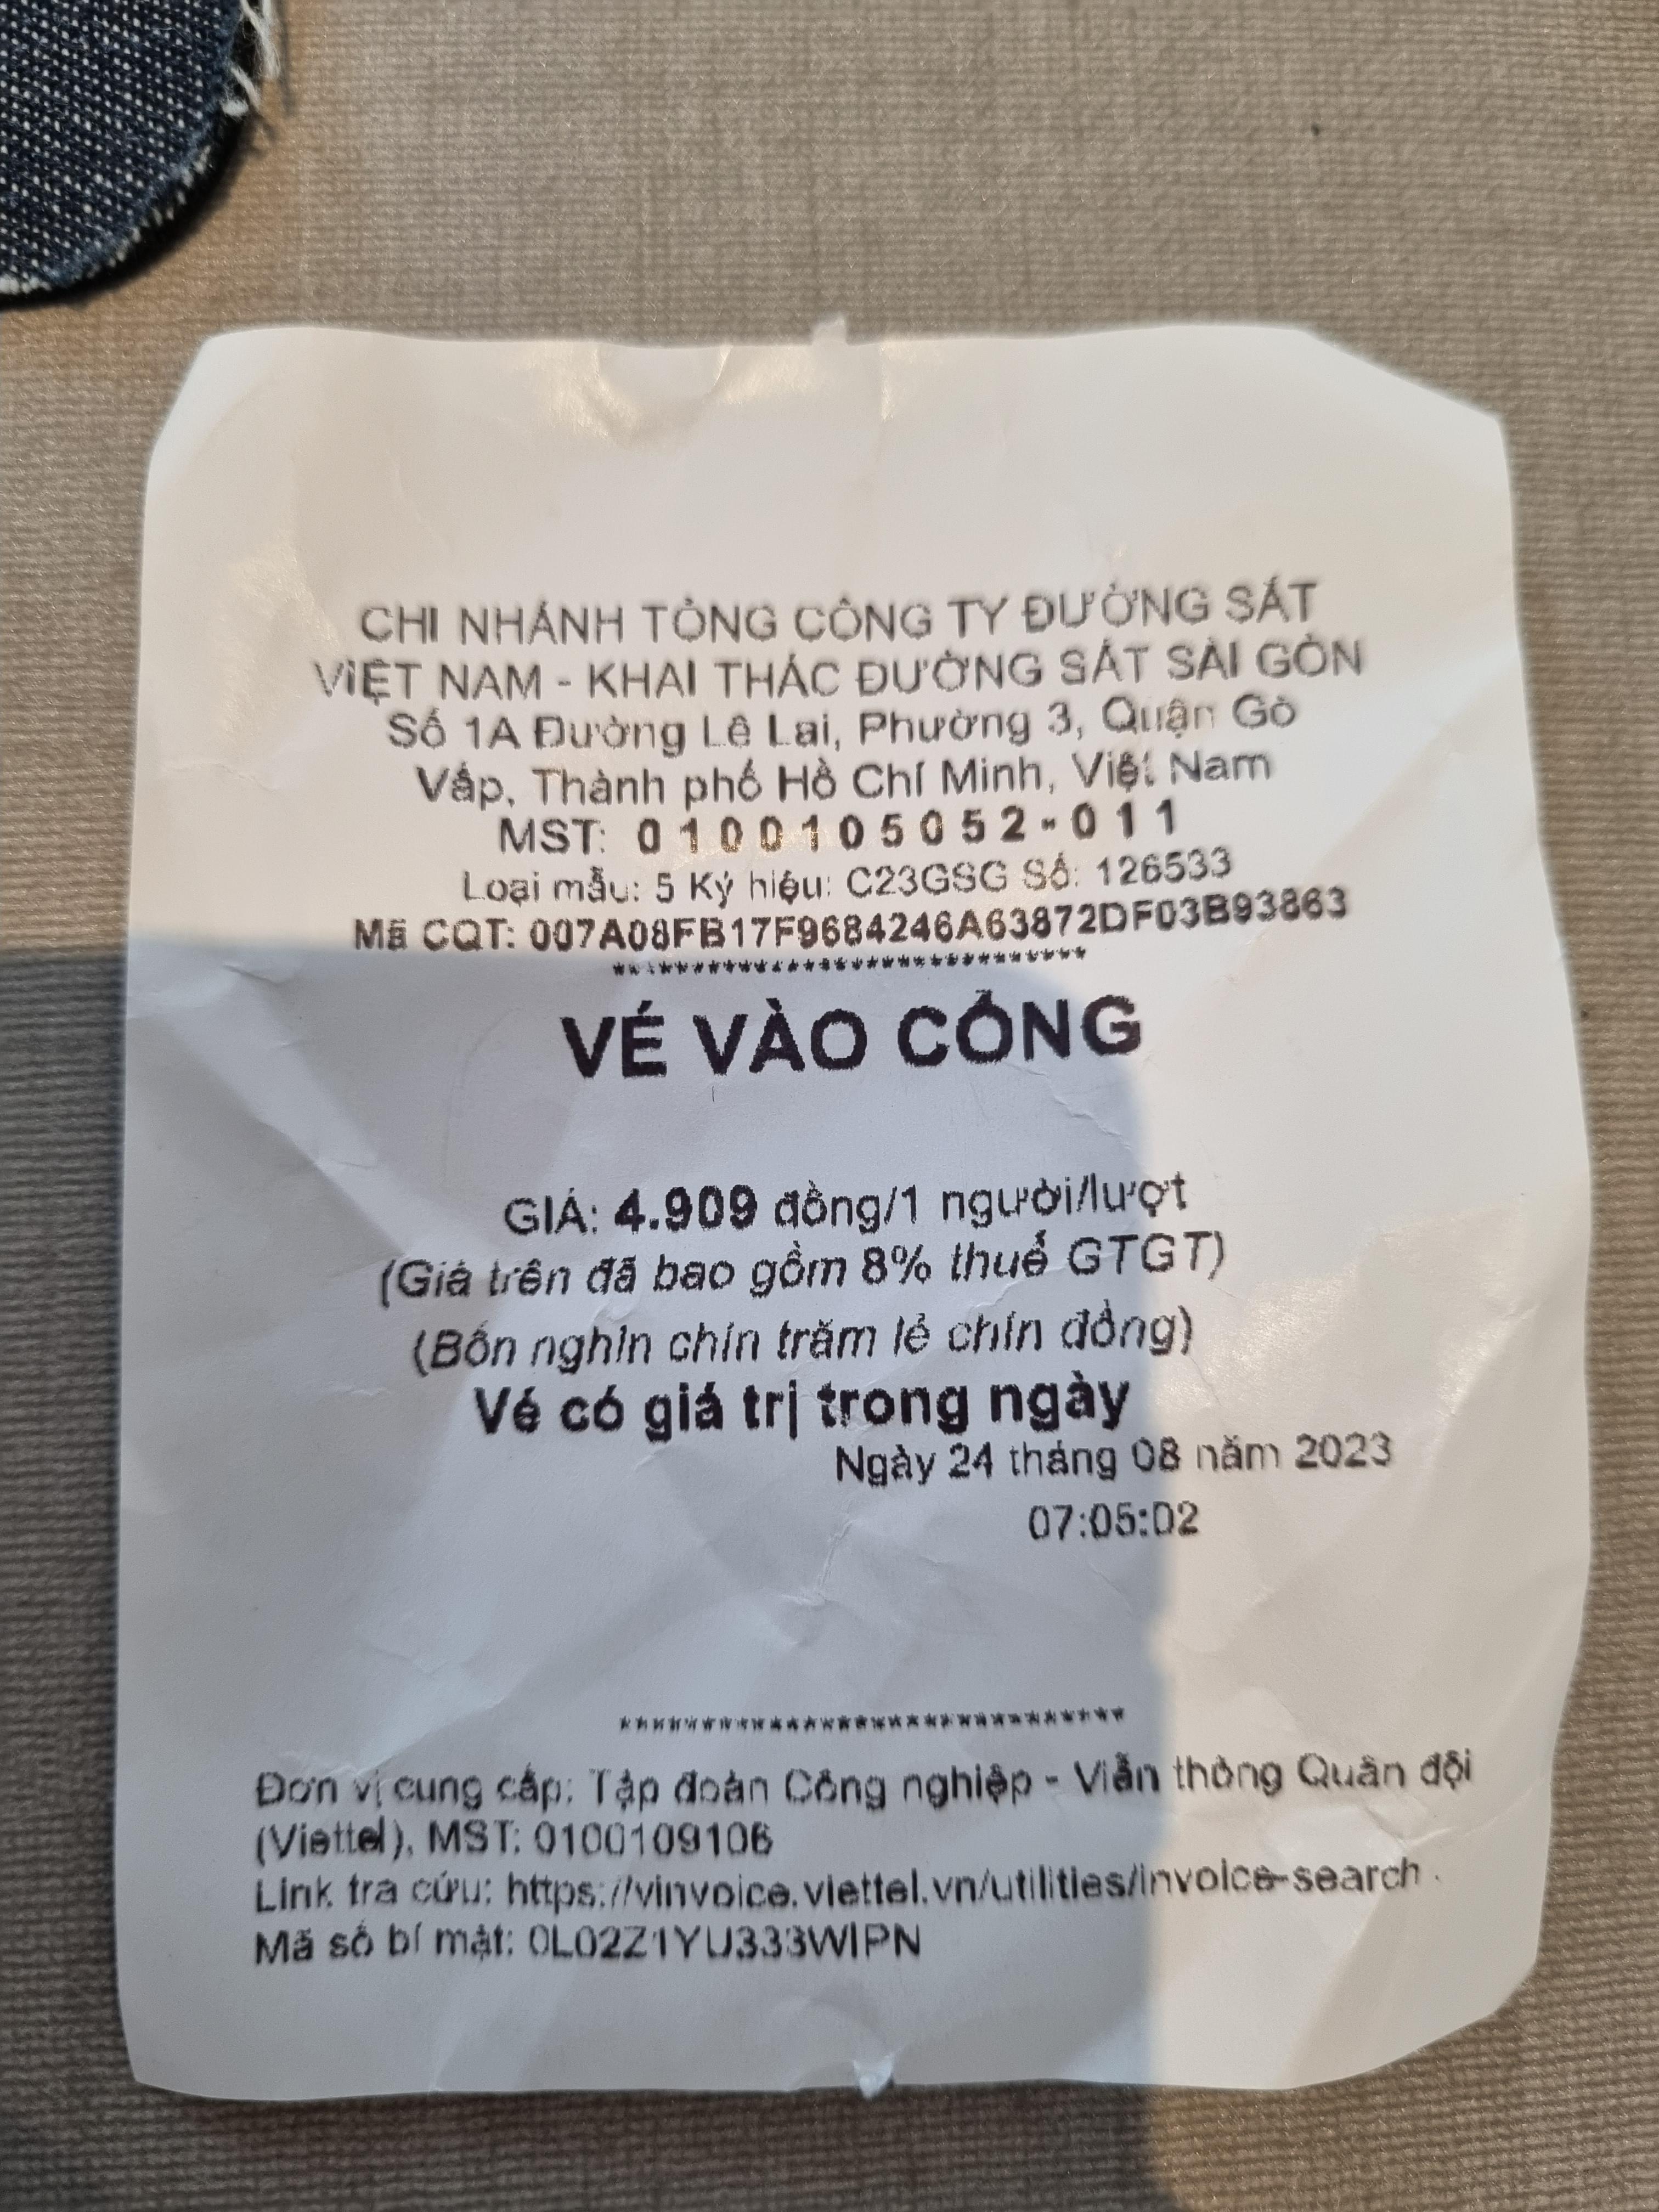 CHI NHÁNH TỔNG CÔNG TY ĐƯỜNG SẮT
VIỆT NAM - KHAI THÁC ĐƯỜNG SẮT SÀI GÒN
Số 1A Đường Lê Lai, Phường 3, Quận Gò
Vấp, Thành phố Hồ Chí Minh, Việt Nam
MST: 0100105052-011
Loại mẫu: 5 Ký hiệu: C23GSG Số: 126533
Mã CQT: 007A08FB17F9684246A63872DF03B93863
*****************************
VÉ VÀO CỔNG
GIÁ: 4.909 đồng/1 người/lượt
(Giá trên đã bao gồm 8% thuế GTGT)
(Bốn nghìn chín trăm lẻ chín đồng)
Vé có giá trị trong ngày
Ngày 24 tháng 08 năm 2023
07:05:02
*****************************
Đơn vị cung cấp: Tập đoàn Công nghiệp - Viễn thông Quân đội
(Viettel), MST: 0100109106
Link tra cứu: https://vinvoice.viettel.vn/utilities/invoice-search .
Mã số bí mật: 0L02Z1YU333WIPN